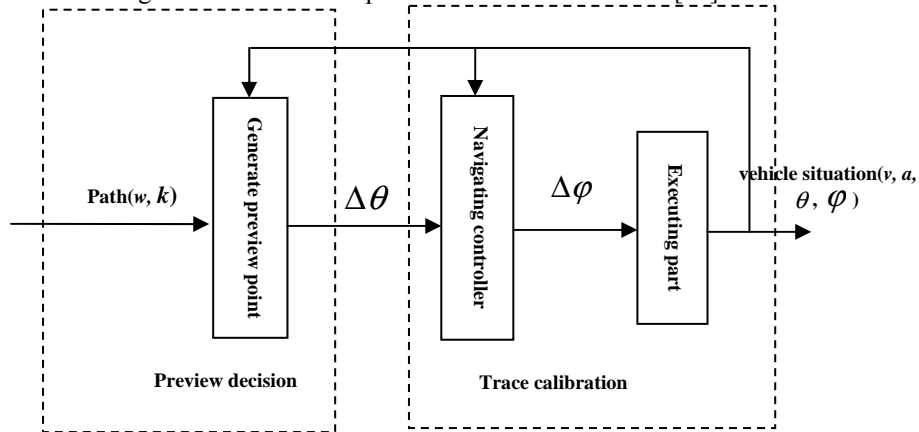 Generate preview point
Navigating controller
Executing part
vehicle situation(v, a,
θ, φ)
Path(w, k)
Δθ
Δφ
Preview decision
Trace calibration